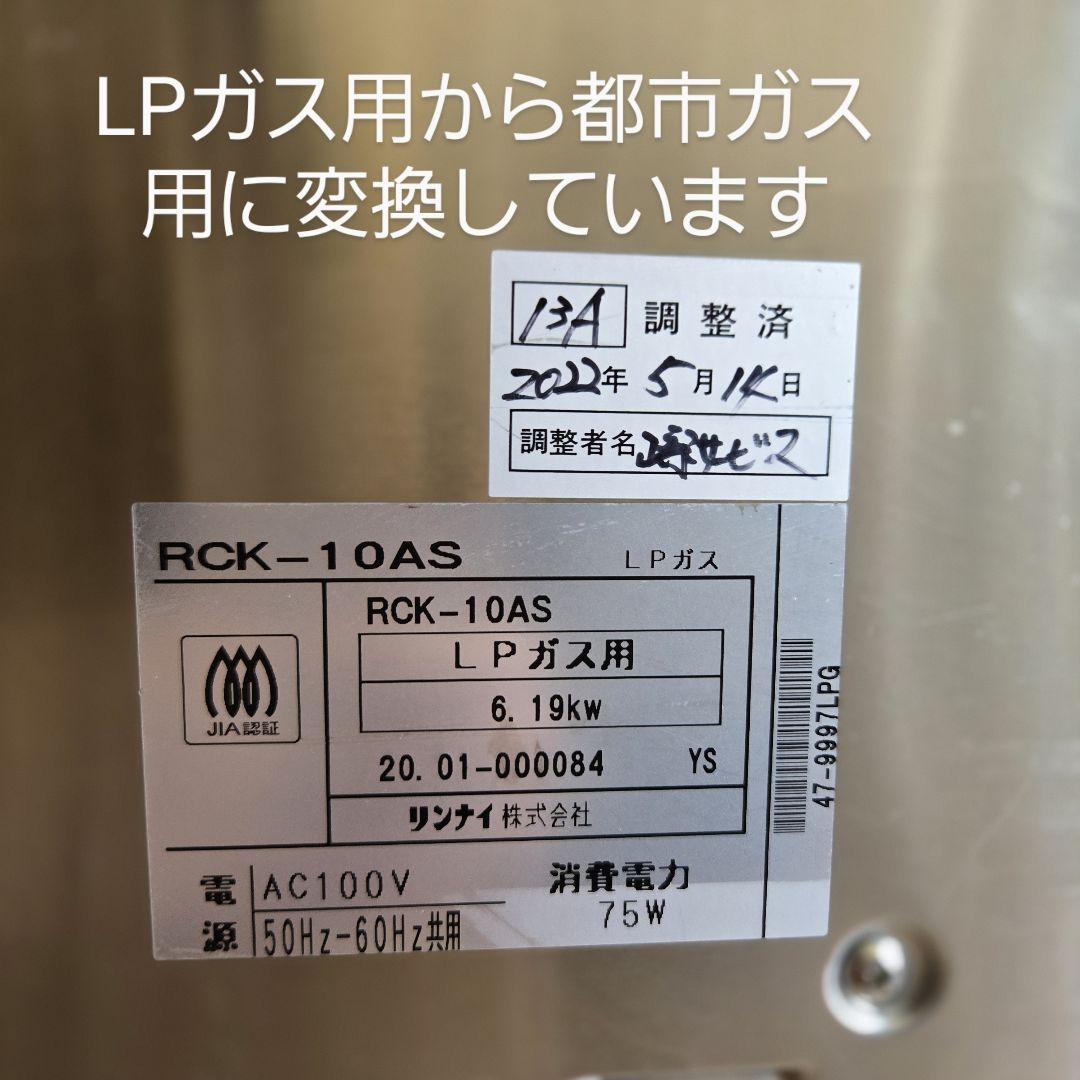 LPガス用から都市ガス
用に変換しています
13A 調整済
2022年 5月14日
調整者名
RCK-10AS LPガス
RCK-10AS
LPガス用
6.19kw
JIA認証
20.01-000084 YS
リンナイ株式会社
47-9997LPG
電源 AC100V
50Hz-60Hz共用
消費電力
75W